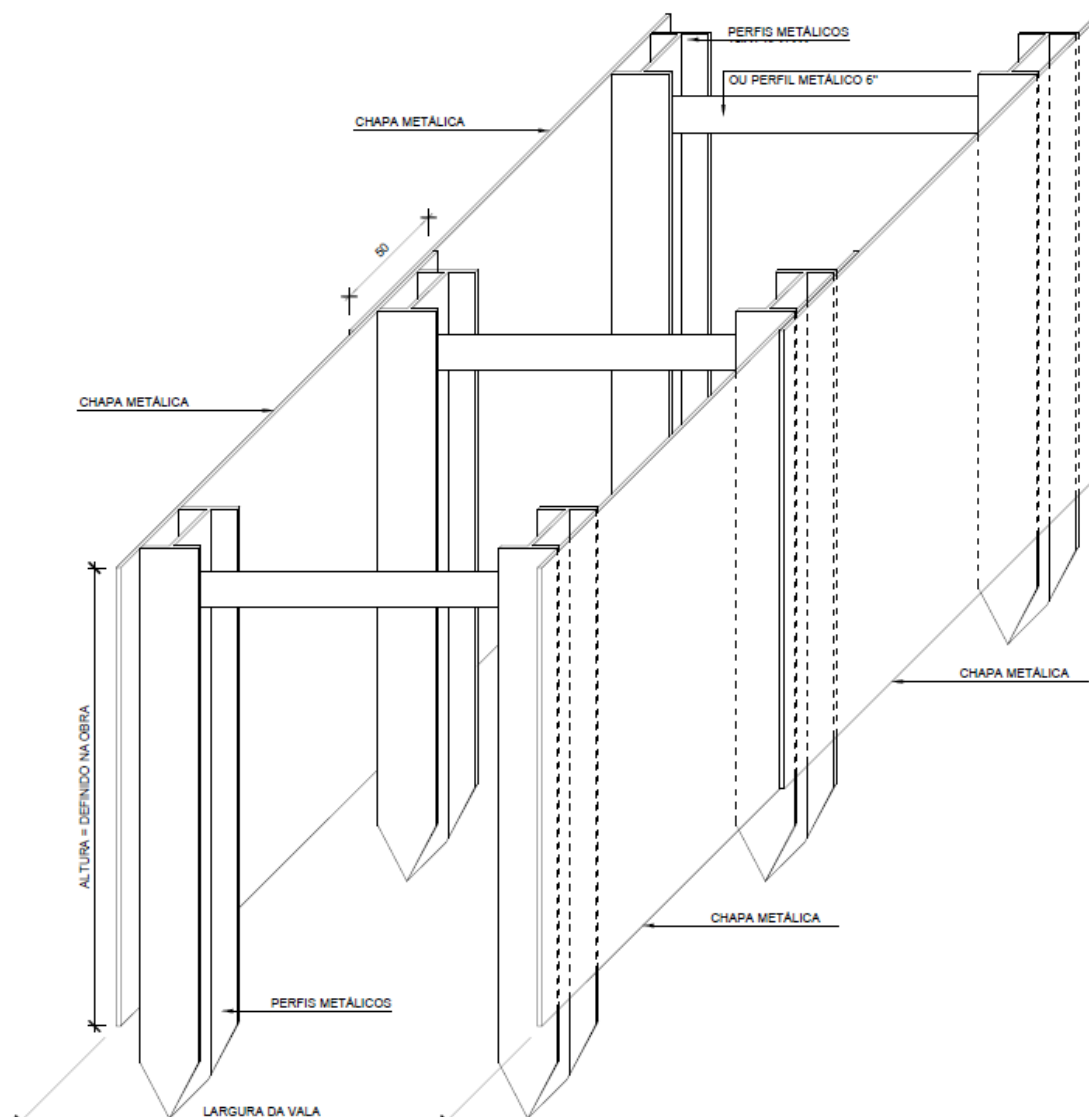 PERFIS METÁLICOS
OU PERFIL METÁLICO 6"
CHAPA METÁLICA
50
CHAPA METÁLICA
ALTURA = DEFINIDO NA OBRA
CHAPA METÁLICA
CHAPA METÁLICA
PERFIS METÁLICOS
LARGURA DA VALA